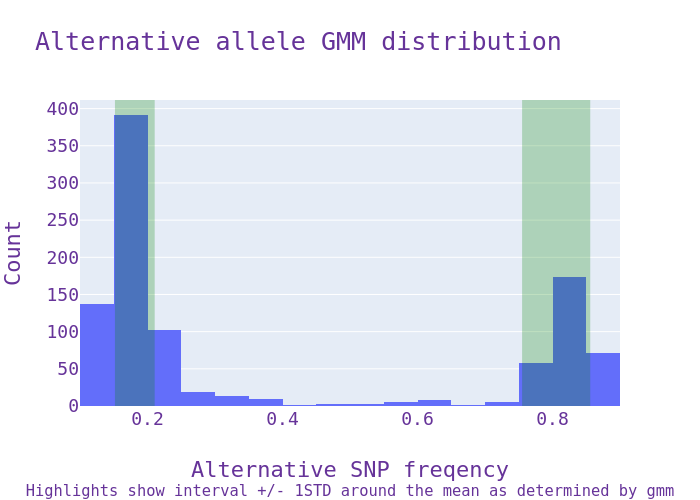 Alternative allele GMM distribution
400
350
300
250
200
150
100
50
0
Count
0.2 0.4 0.6 0.8
Alternative SNP freqency
Highlights show interval +/- 1STD around the mean as determined by gmm